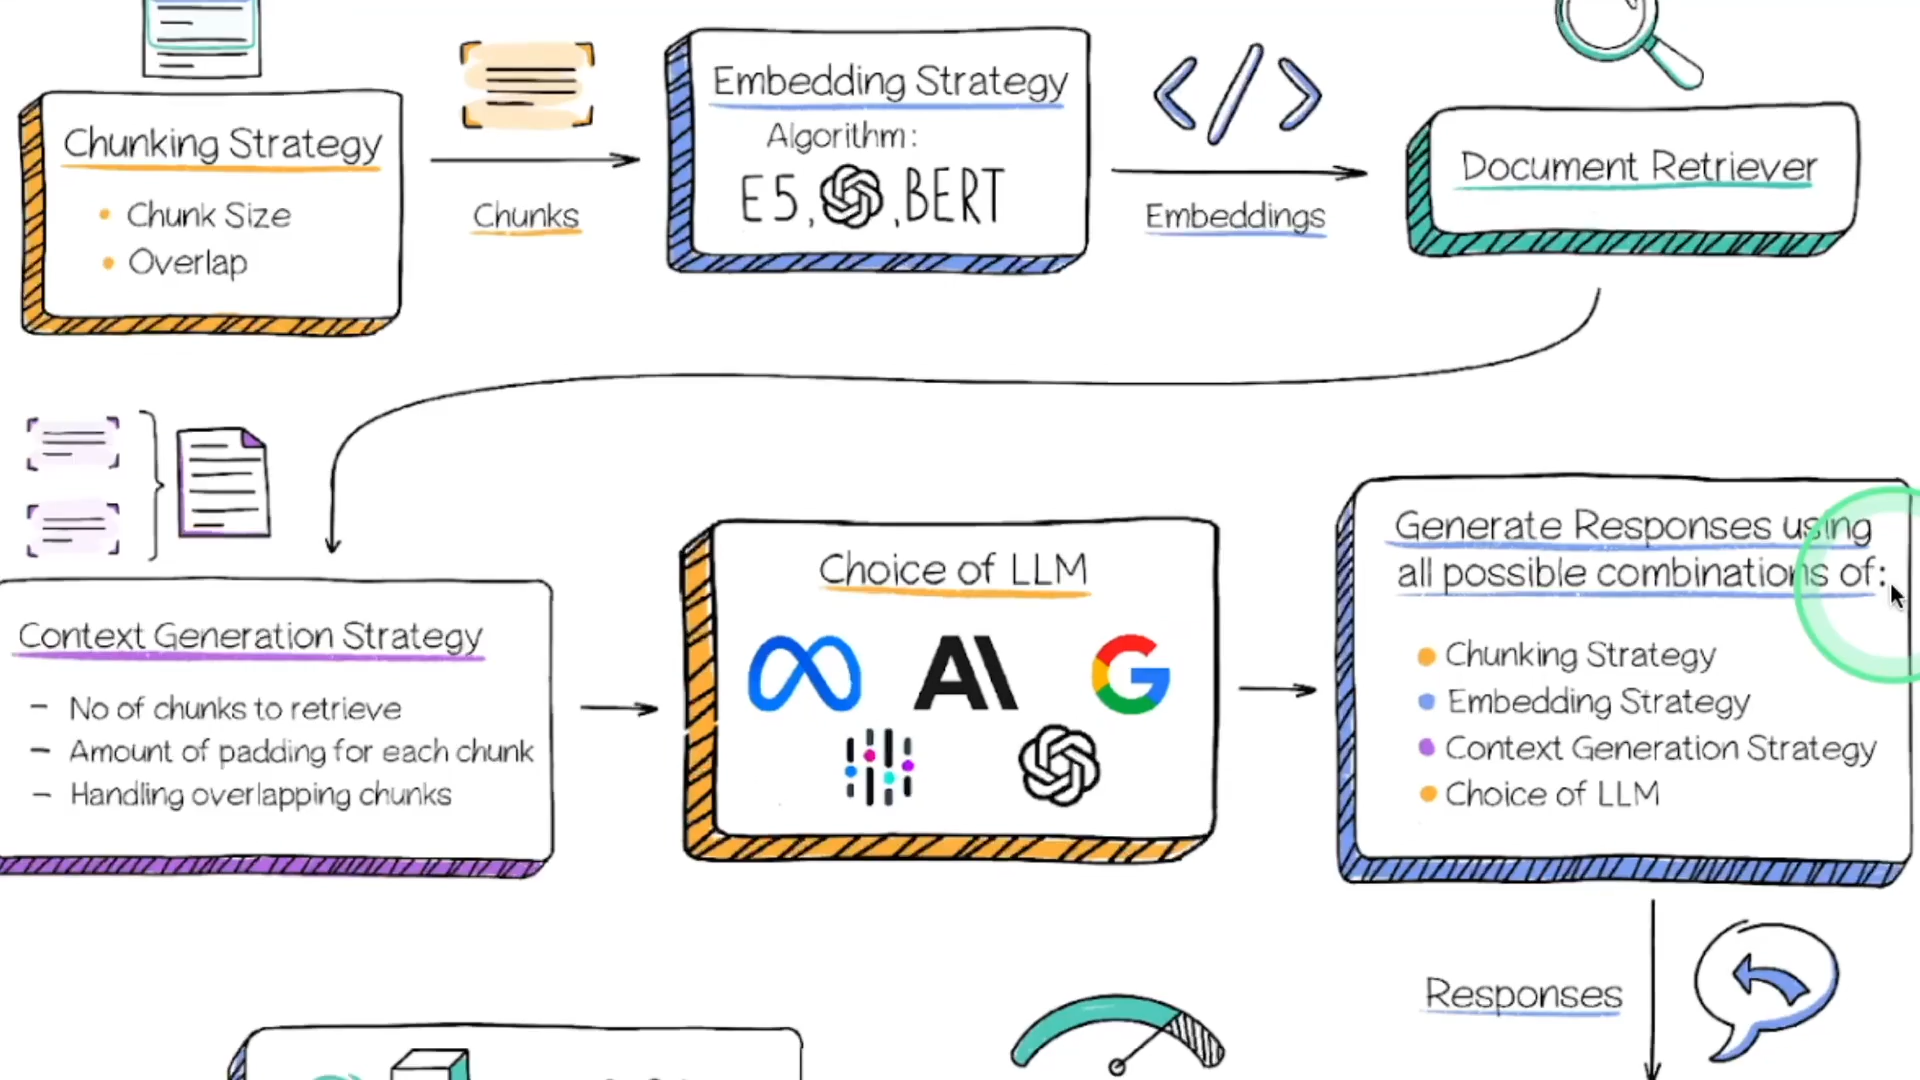 Chunking Strategy
• Chunk Size
• Overlap
Chunks
Embedding Strategy
Algorithm:
E5, , BERT
Embeddings
Document Retriever
Context Generation Strategy
– No of chunks to retrieve
– Amount of padding for each chunk
– Handling overlapping chunks
Choice of LLM
Generate Responses using
all possible combinations of:
• Chunking Strategy
• Embedding Strategy
• Context Generation Strategy
• Choice of LLM
Responses